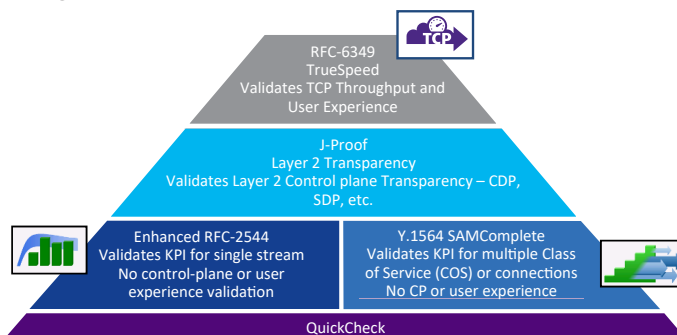 TCP
RFC-6349
TrueSpeed
Validates TCP Throughput and
User Experience
J-Proof
Layer 2 Transparency
Validates Layer 2 Control plane Transparency – CDP,
SDP, etc.
Enhanced RFC-2544
Validates KPI for single stream
No control-plane or user
experience validation
Y.1564 SAMComplete
Validates KPI for multiple Class
of Service (COS) or connections
No CP or user experience
QuickCheck